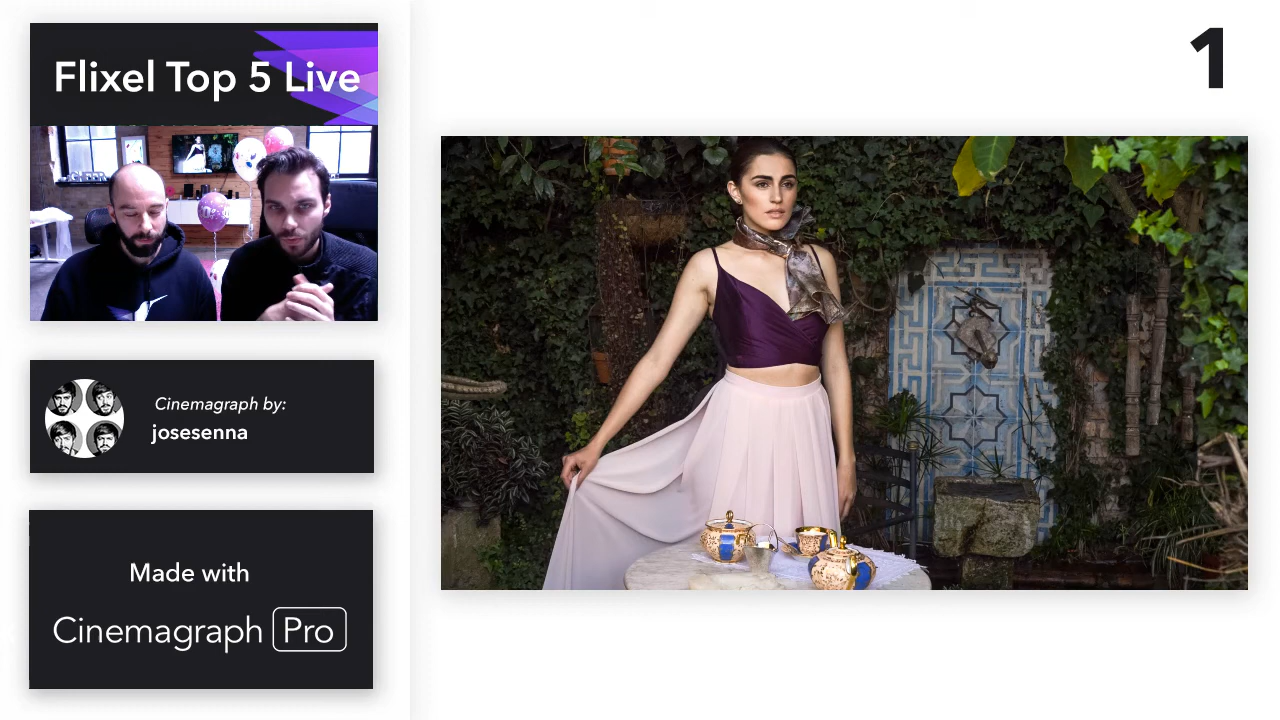 Flixel Top 5 Live
Cinemagraph by:
josesenna
Made with
Cinemagraph Pro
1